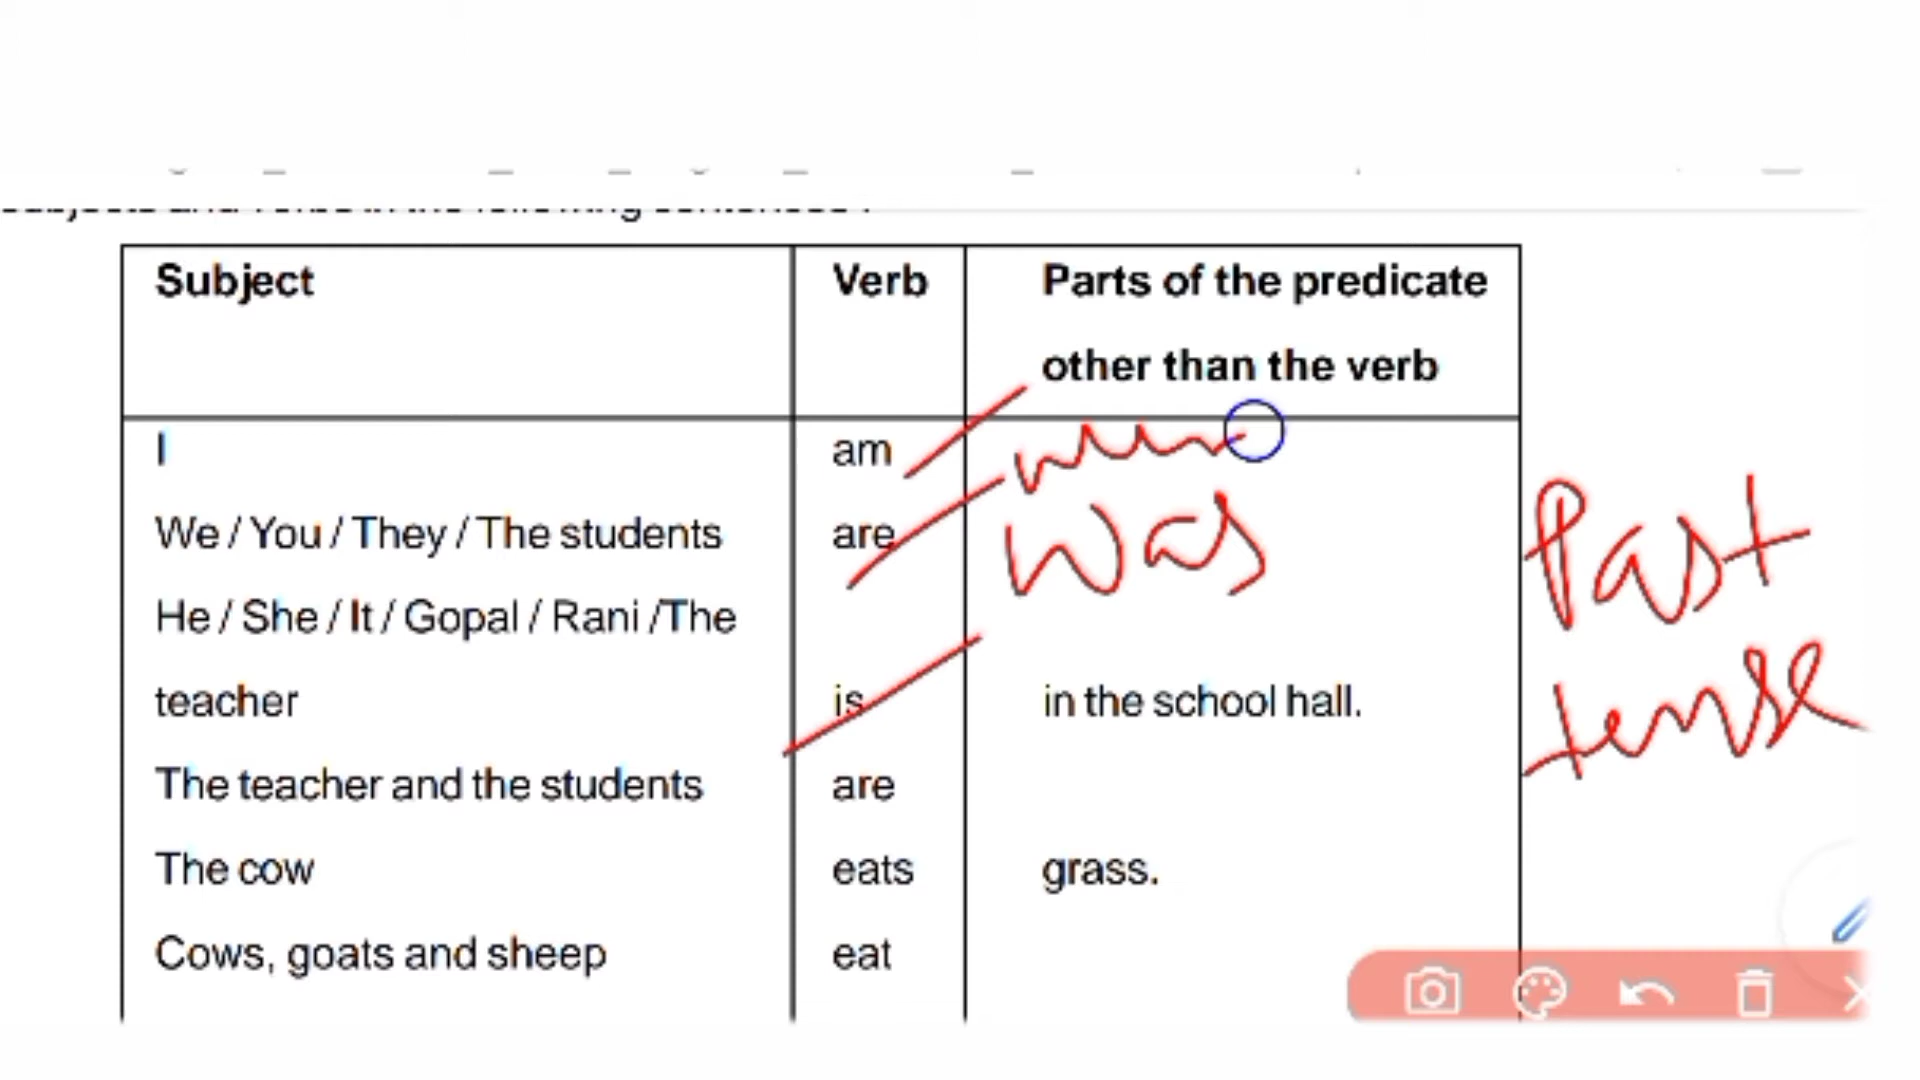 Subject Verb Parts of the predicate
other than the verb
I am
We / You / They / The students are was
He / She / It / Gopal / Rani /The
teacher is in the school hall.
The teacher and the students are
The cow eats grass.
Cows, goats and sheep eat
Past
tense